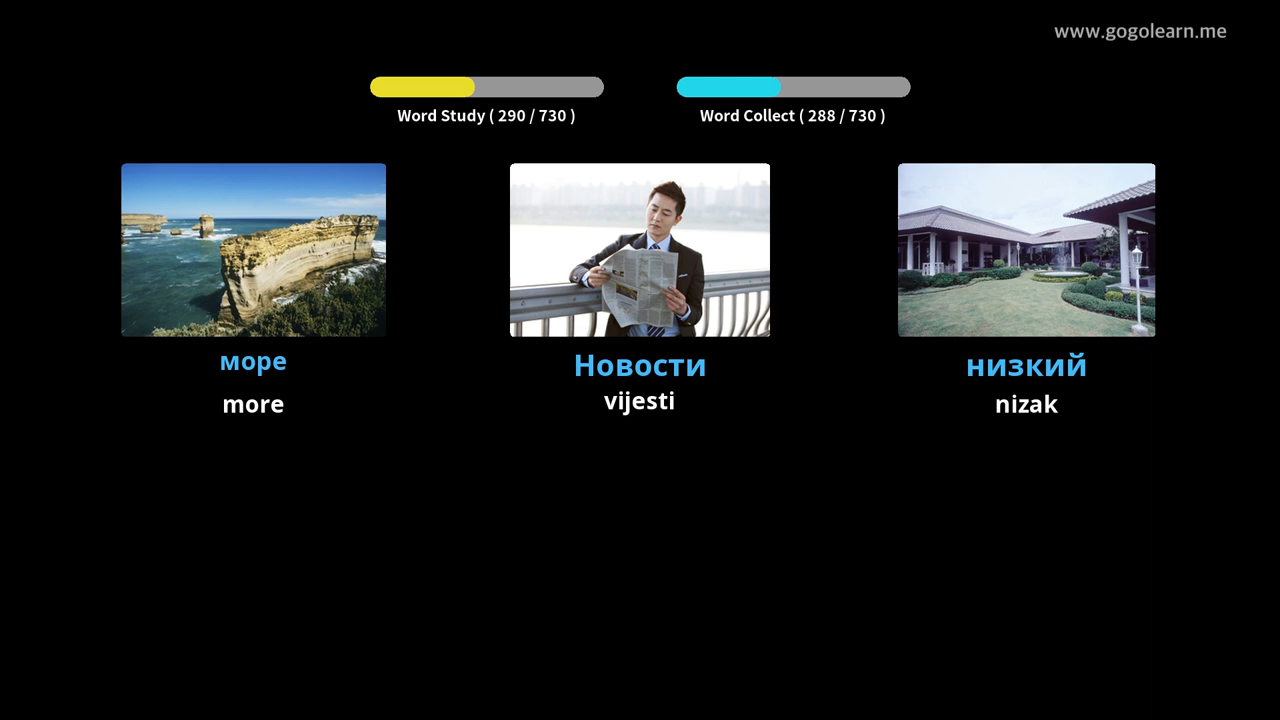 www.gogolearn.me
Word Study ( 290 / 730 )
Word Collect ( 288 / 730 )
море
Новости
низкий
more
vijesti
nizak